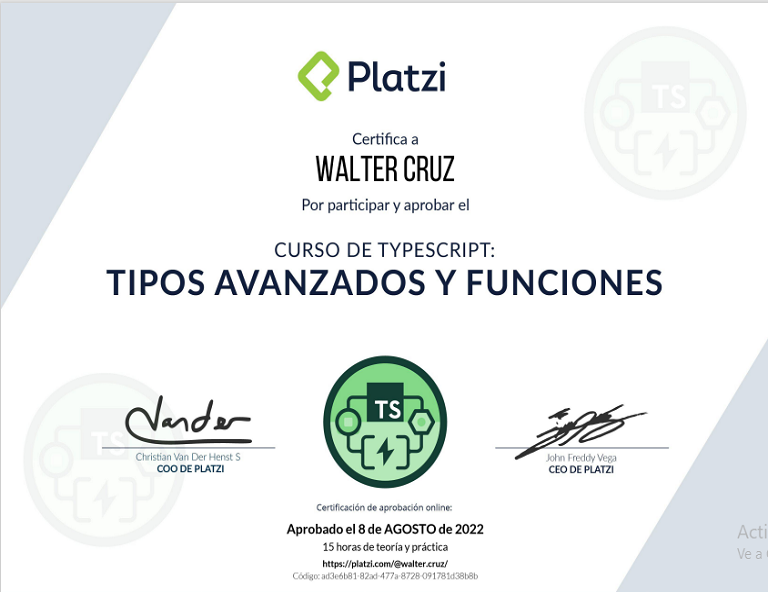 Platzi
Certifica a
WALTER CRUZ
Por participar y aprobar el
CURSO DE TYPESCRIPT:
TIPOS AVANZADOS Y FUNCIONES
TS
TS
TS
Vander
Christian Van Der Henst S
COO DE PLATZI
John Freddy Vega
CEO DE PLATZI
Certificación de aprobación online:
Aprobado el 8 de AGOSTO de 2022
15 horas de teoría y práctica
https://platzi.com/@walter.cruz/
Código: ad3e6b81-82ad-477a-8728-091781d38b8b
Acti
Ve a